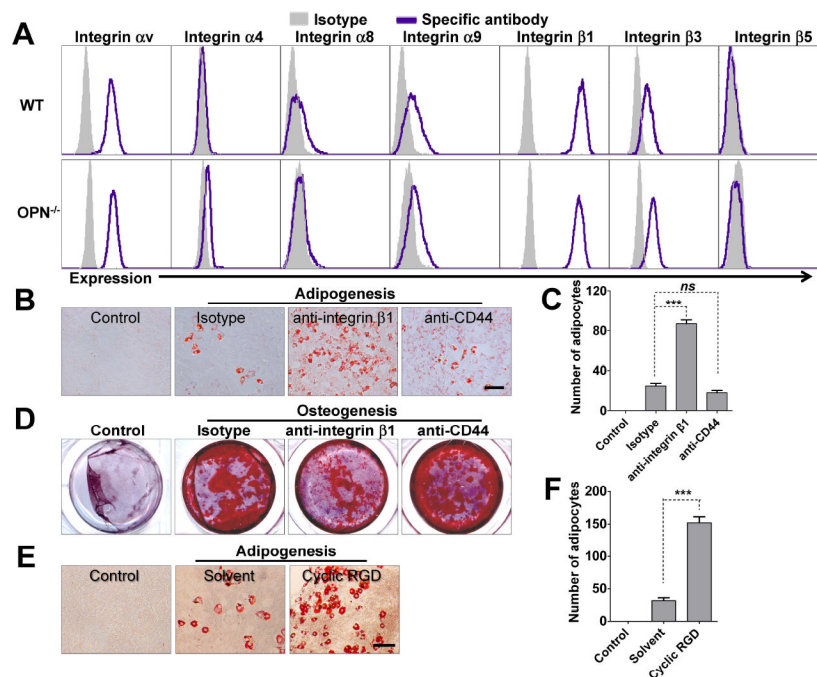 Isotype Specific antibody
A
Integrin αv Integrin α4 Integrin α8 Integrin α9 Integrin β1 Integrin β3 Integrin β5
WT
OPN-/-
Expression
B
Adipogenesis
Control Isotype anti-integrin β1 anti-CD44
C
Number of adipocytes
120
80
40
0
ns
***
Control Isotype anti-integrin β1 anti-CD44
D
Osteogenesis
Control Isotype anti-integrin β1 anti-CD44
E
Adipogenesis
Control Solvent Cyclic RGD
F
Number of adipocytes
200
150
100
50
0
***
Control Solvent Cyclic RGD